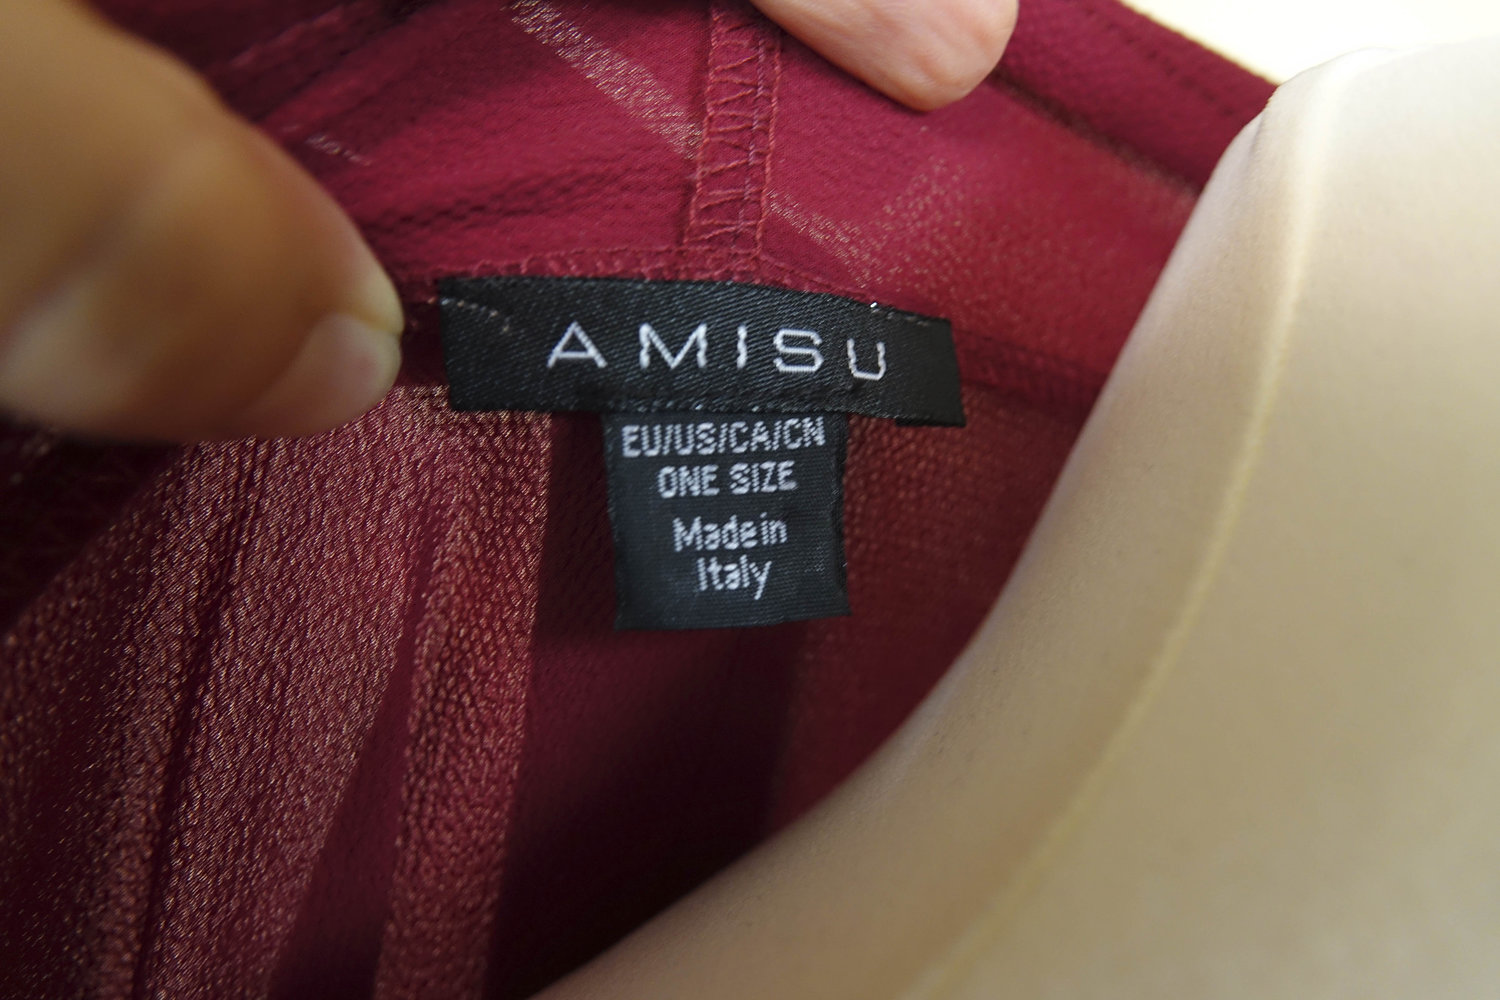 AMISU
EU/US/CA/CN
ONE SIZE
Made in
Italy